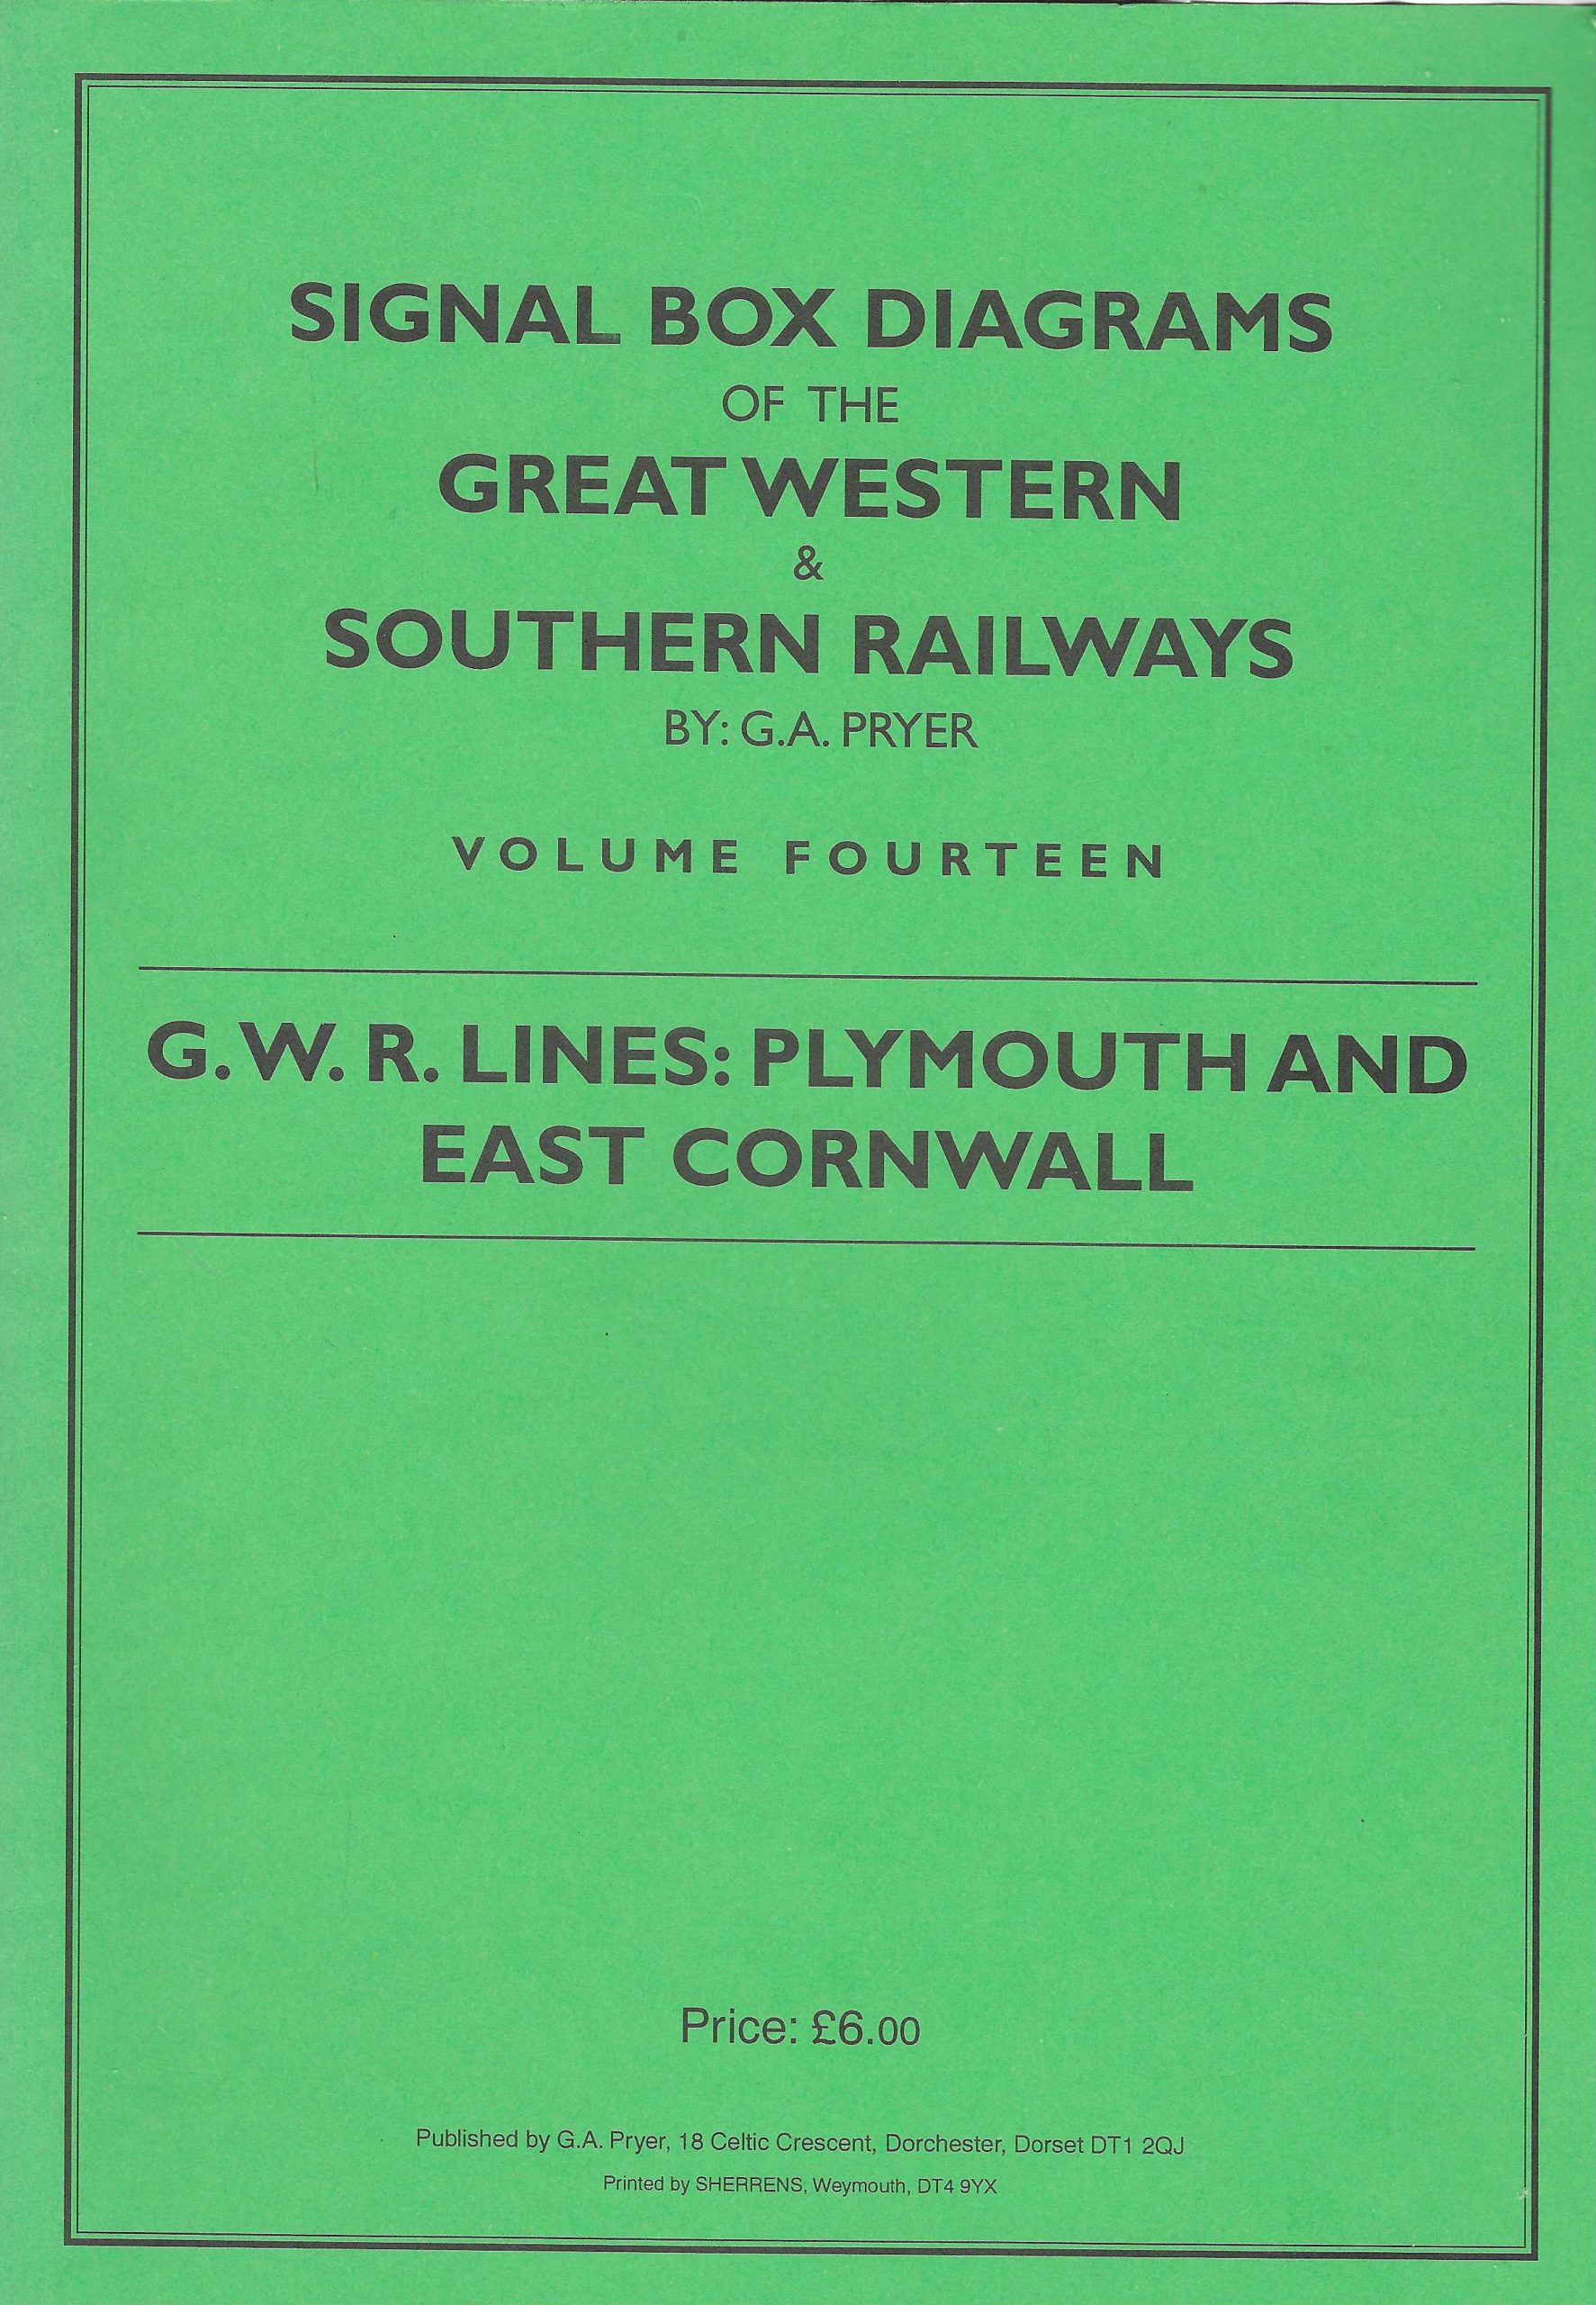 SIGNAL BOX DIAGRAMS
OF THE
GREAT WESTERN
&
SOUTHERN RAILWAYS
BY: G.A. PRYER
VOLUME FOURTEEN
G. W. R. LINES: PLYMOUTH AND
EAST CORNWALL
Price: £6.00
Published by G.A. Pryer, 18 Celtic Crescent, Dorchester, Dorset DT1 2QJ
Printed by SHERRENS, Weymouth, DT4 9YX